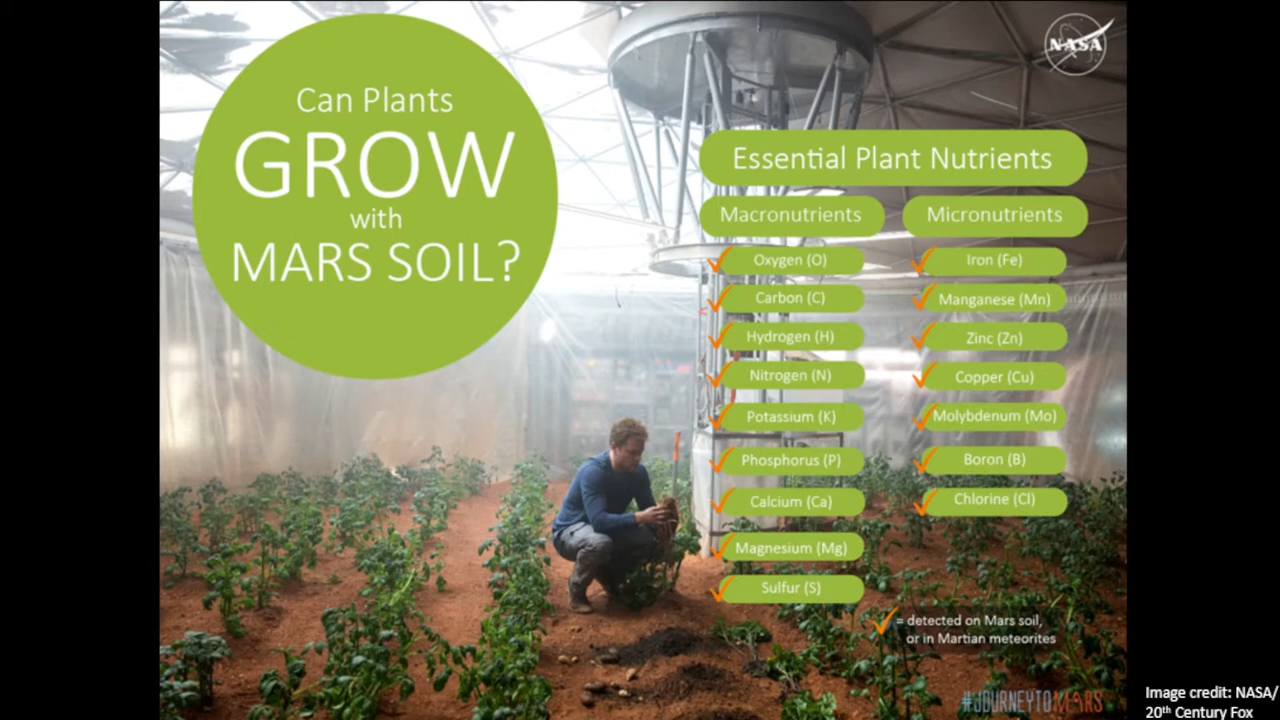 Can Plants
GROW
with
MARS SOIL?
NASA
Essential Plant Nutrients
Macronutrients
Oxygen (O)
Carbon (C)
Hydrogen (H)
Nitrogen (N)
Potassium (K)
Phosphorus (P)
Calcium (Ca)
Magnesium (Mg)
Sulfur (S)
Micronutrients
Iron (Fe)
Manganese (Mn)
Zinc (Zn)
Copper (Cu)
Molybdenum (Mo)
Boron (B)
Chlorine (Cl)
= detected on Mars soil,
or in Martian meteorites
#JOURNEYTOMARS
Image credit: NASA/
20th Century Fox